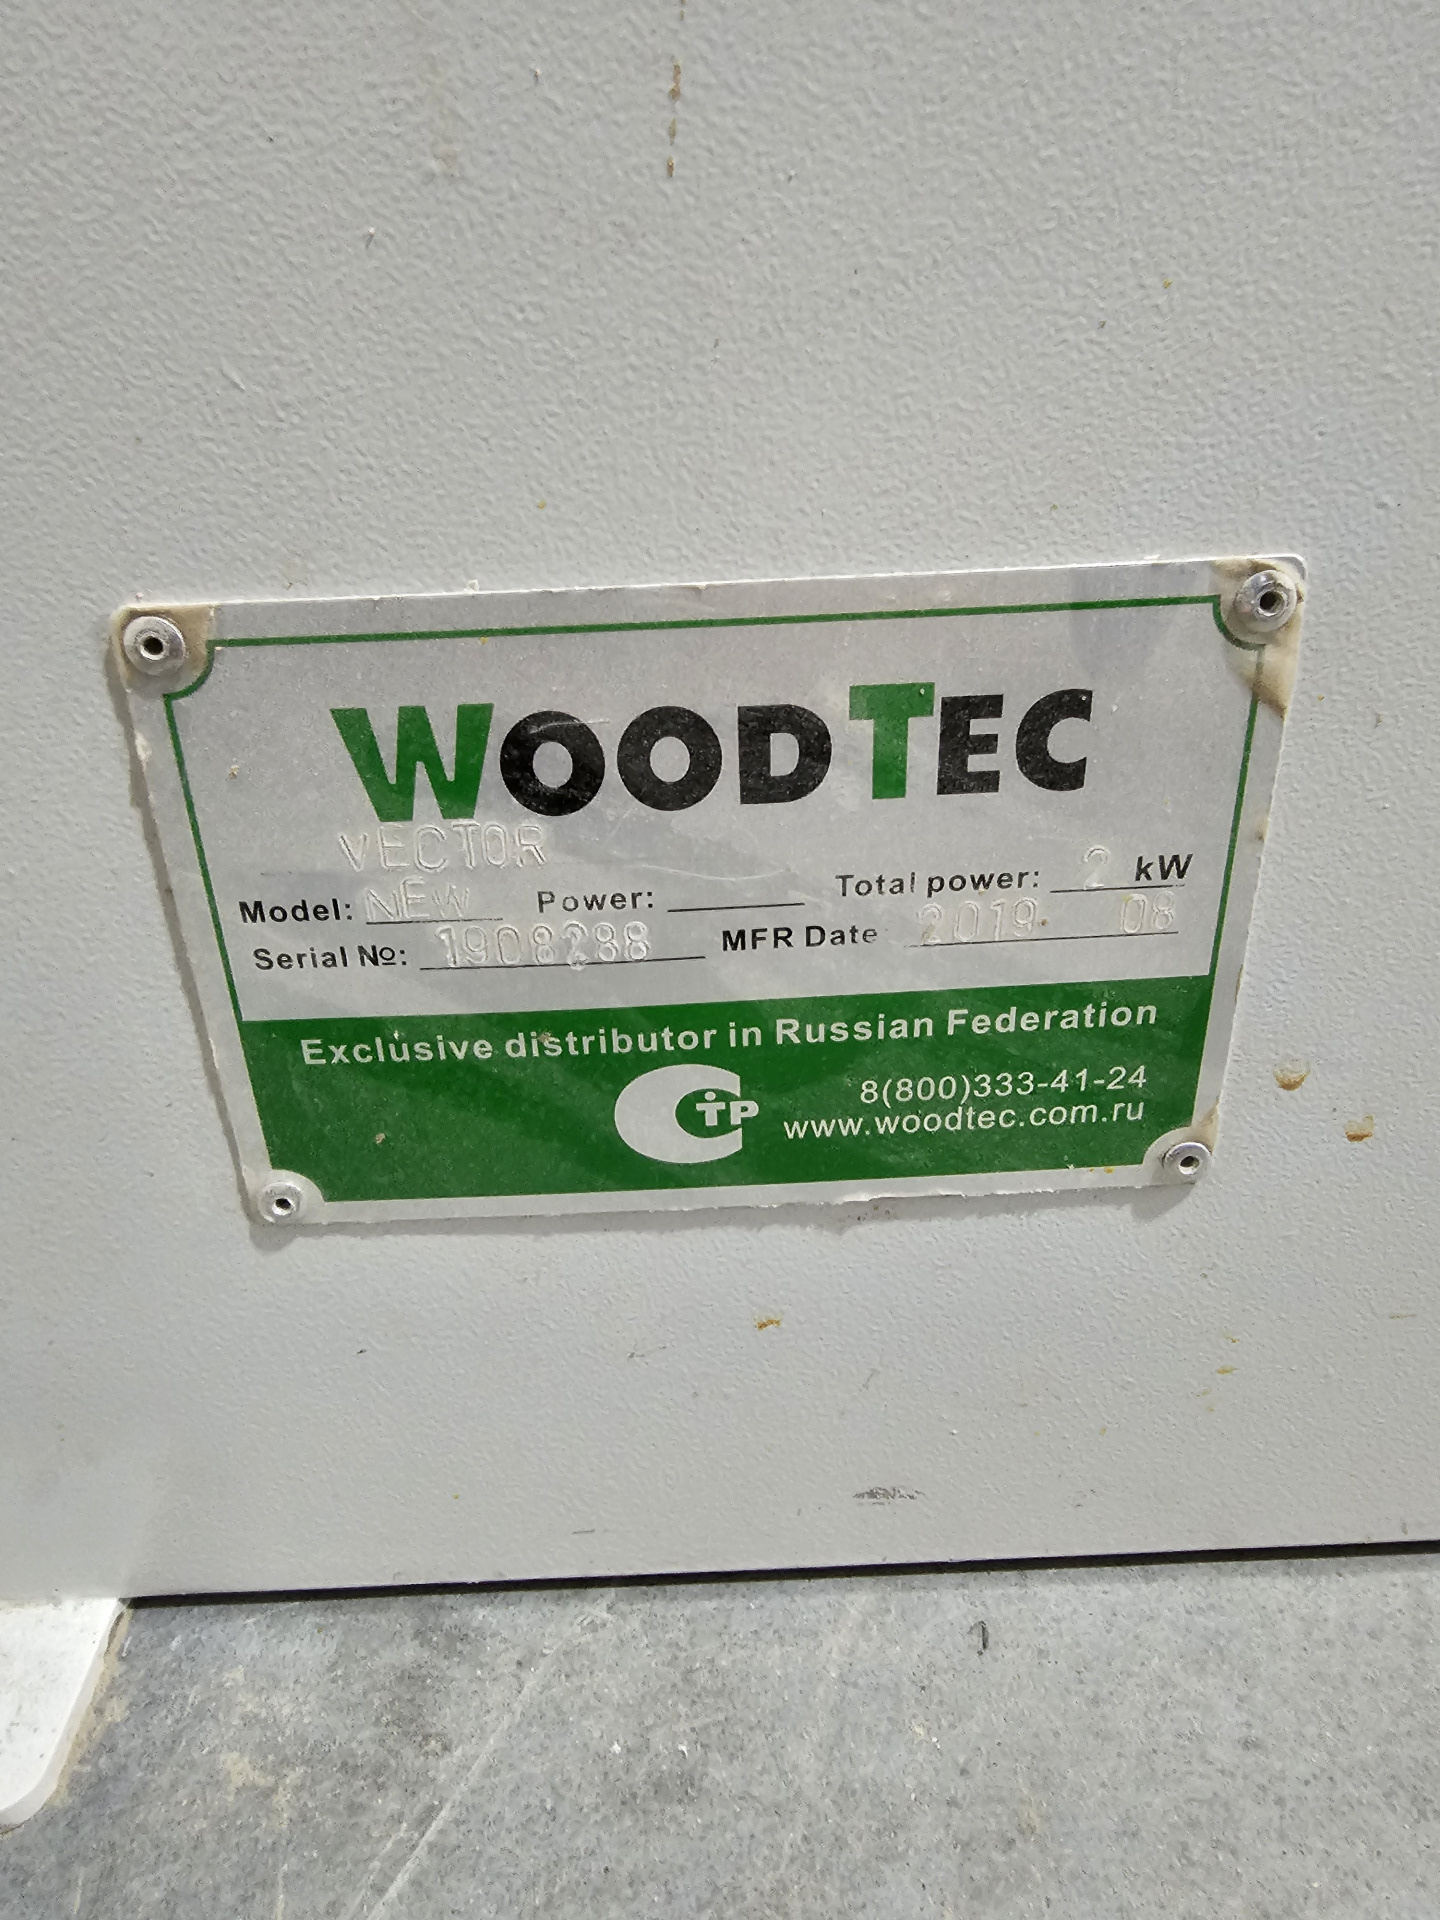 WOODTEC
VECTOR
Model: NEW Power: Total power: 2 kW
Serial №: 1908288 MFR Date 2019 08
Exclusive distributor in Russian Federation
CTP
8(800)333-41-24
www.woodtec.com.ru